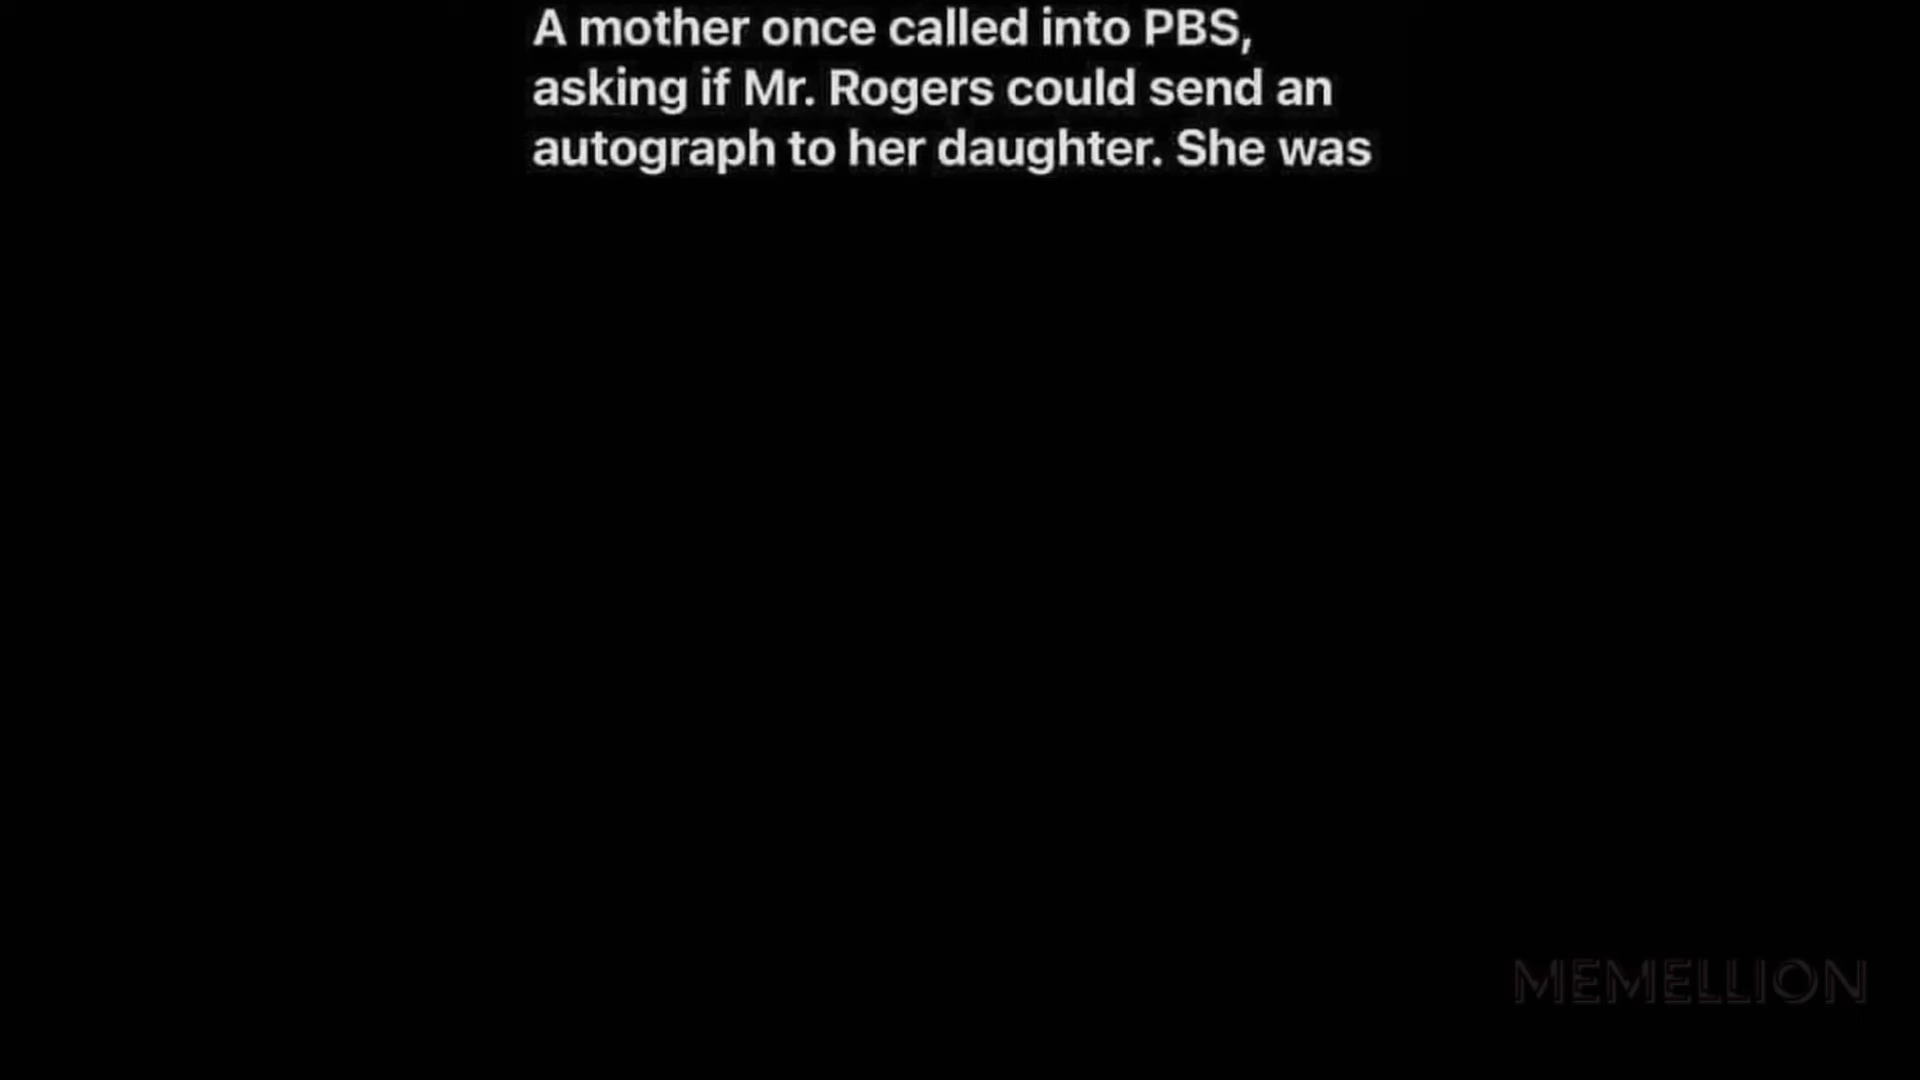 A mother once called into PBS,
asking if Mr. Rogers could send an
autograph to her daughter. She was
MEMELLION